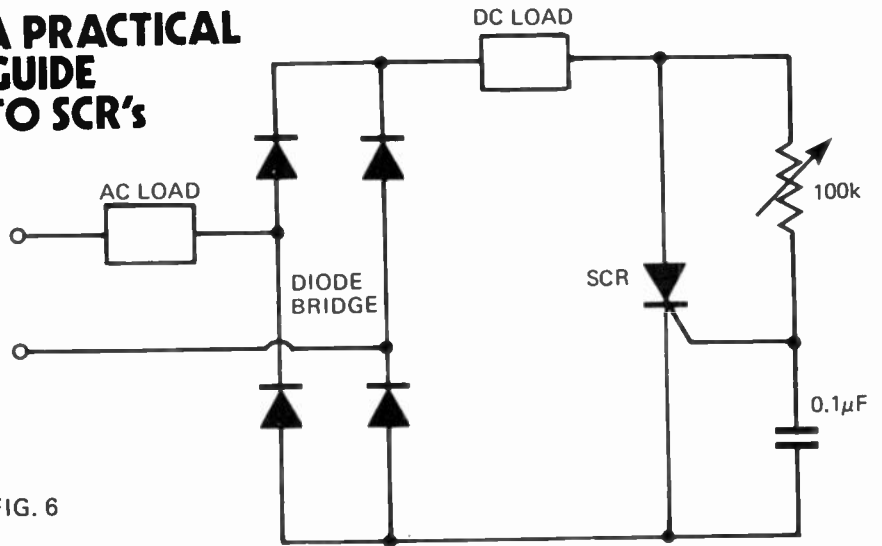 A PRACTICAL
GUIDE
TO SCR's
DC LOAD
AC LOAD
100k
DIODE
BRIDGE
SCR
0.1µF
FIG. 6